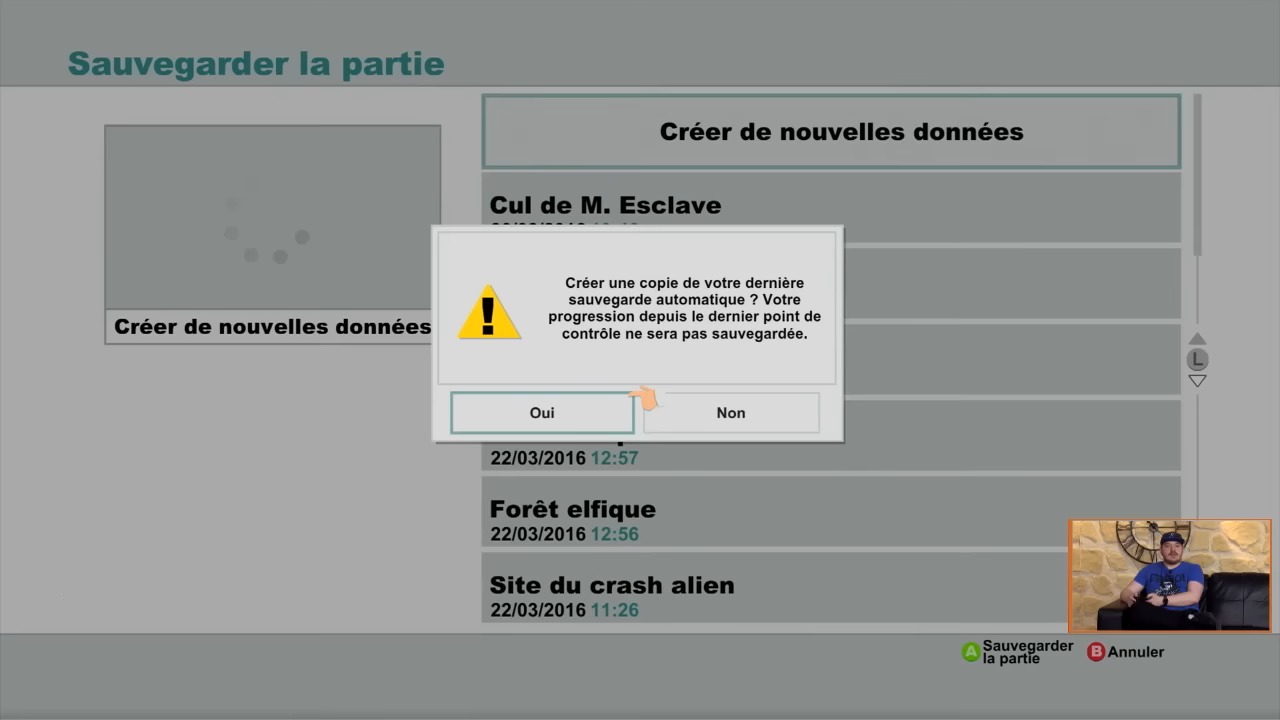 Sauvegarder la partie
Créer de nouvelles données
Cul de M. Esclave
Créer de nouvelles données
Créer une copie de votre dernière
sauvegarde automatique ? Votre
progression depuis le dernier point de
contrôle ne sera pas sauvegardée.
Oui
Non
L
22/03/2016 12:57
Forêt elfique
22/03/2016 12:56
Site du crash alien
22/03/2016 11:26
A Sauvegarder
la partie
B Annuler